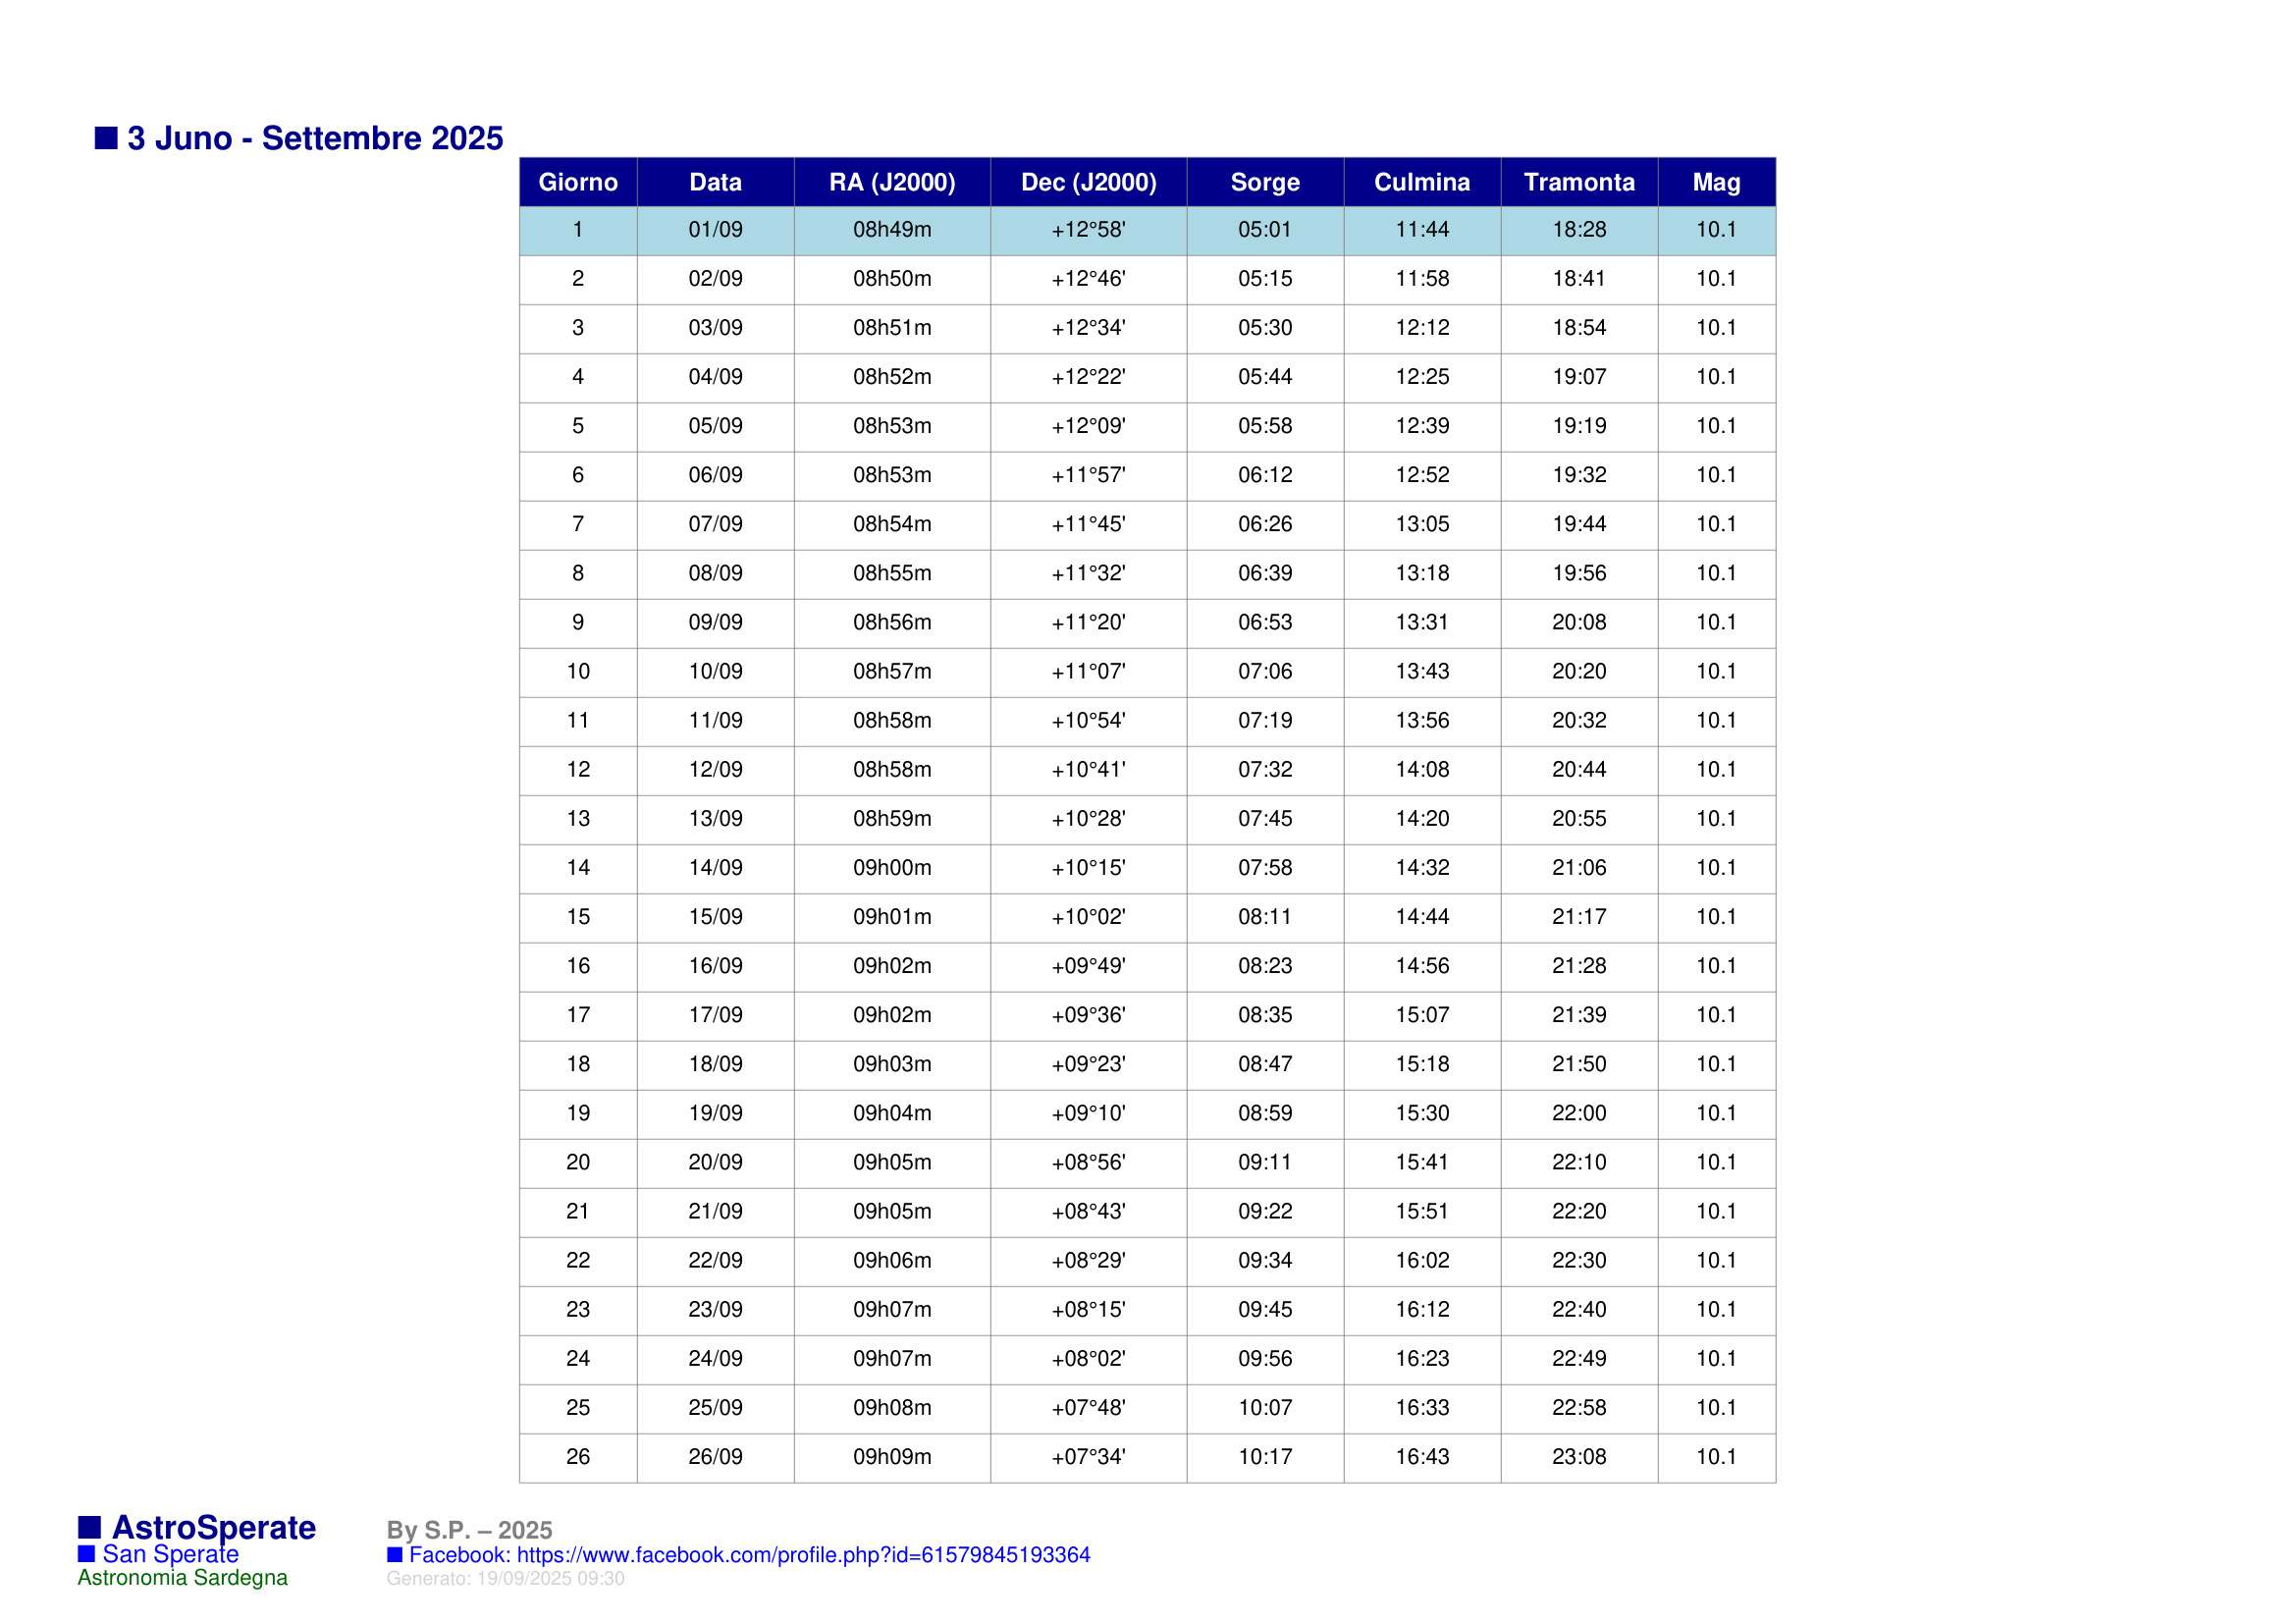 ■ 3 Juno - Settembre 2025
Giorno Data RA (J2000) Dec (J2000) Sorge Culmina Tramonta Mag
1 01/09 08h49m +12°58' 05:01 11:44 18:28 10.1
2 02/09 08h50m +12°46' 05:15 11:58 18:41 10.1
3 03/09 08h51m +12°34' 05:30 12:12 18:54 10.1
4 04/09 08h52m +12°22' 05:44 12:25 19:07 10.1
5 05/09 08h53m +12°09' 05:58 12:39 19:19 10.1
6 06/09 08h53m +11°57' 06:12 12:52 19:32 10.1
7 07/09 08h54m +11°45' 06:26 13:05 19:44 10.1
8 08/09 08h55m +11°32' 06:39 13:18 19:56 10.1
9 09/09 08h56m +11°20' 06:53 13:31 20:08 10.1
10 10/09 08h57m +11°07' 07:06 13:43 20:20 10.1
11 11/09 08h58m +10°54' 07:19 13:56 20:32 10.1
12 12/09 08h58m +10°41' 07:32 14:08 20:44 10.1
13 13/09 08h59m +10°28' 07:45 14:20 20:55 10.1
14 14/09 09h00m +10°15' 07:58 14:32 21:06 10.1
15 15/09 09h01m +10°02' 08:11 14:44 21:17 10.1
16 16/09 09h02m +09°49' 08:23 14:56 21:28 10.1
17 17/09 09h02m +09°36' 08:35 15:07 21:39 10.1
18 18/09 09h03m +09°23' 08:47 15:18 21:50 10.1
19 19/09 09h04m +09°10' 08:59 15:30 22:00 10.1
20 20/09 09h05m +08°56' 09:11 15:41 22:10 10.1
21 21/09 09h05m +08°43' 09:22 15:51 22:20 10.1
22 22/09 09h06m +08°29' 09:34 16:02 22:30 10.1
23 23/09 09h07m +08°15' 09:45 16:12 22:40 10.1
24 24/09 09h07m +08°02' 09:56 16:23 22:49 10.1
25 25/09 09h08m +07°48' 10:07 16:33 22:58 10.1
26 26/09 09h09m +07°34' 10:17 16:43 23:08 10.1
■ AstroSperate
■ San Sperate
Astronomia Sardegna
By S.P. – 2025
■ Facebook: https://www.facebook.com/profile.php?id=61579845193364
Generato: 19/09/2025 09:30